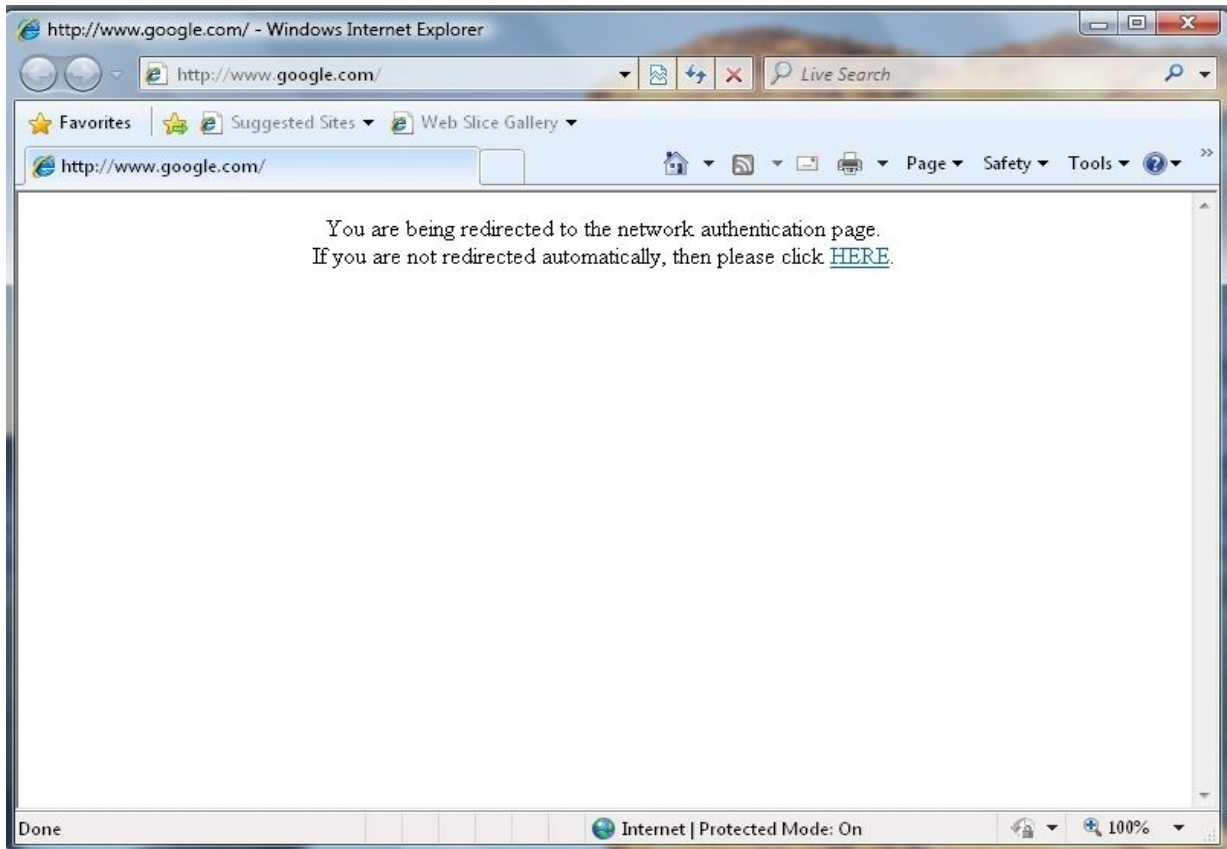 http://www.google.com/ - Windows Internet Explorer
http://www.google.com/
Live Search
Favorites
Suggested Sites
Web Slice Gallery
http://www.google.com/
Page
Safety
Tools
You are being redirected to the network authentication page.
If you are not redirected automatically, then please click HERE.
Done
Internet | Protected Mode: On
100%